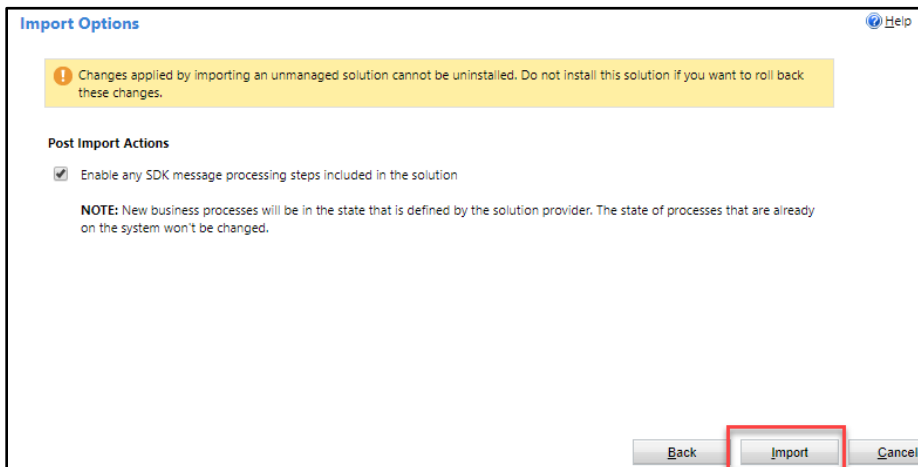 Import Options
Help
Changes applied by importing an unmanaged solution cannot be uninstalled. Do not install this solution if you want to roll back
these changes.
Post Import Actions
Enable any SDK message processing steps included in the solution
NOTE: New business processes will be in the state that is defined by the solution provider. The state of processes that are already
on the system won't be changed.
Back
Import
Cancel